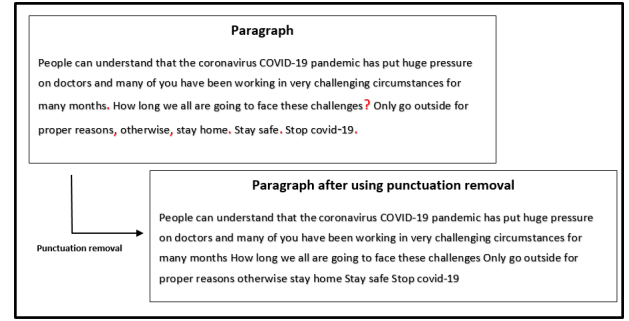 Paragraph
People can understand that the coronavirus COVID-19 pandemic has put huge pressure
on doctors and many of you have been working in very challenging circumstances for
many months. How long we all are going to face these challenges? Only go outside for
proper reasons, otherwise, stay home. Stay safe. Stop covid-19.
Paragraph after using punctuation removal
People can understand that the coronavirus COVID-19 pandemic has put huge pressure
on doctors and many of you have been working in very challenging circumstances for
many months How long we all are going to face these challenges Only go outside for
proper reasons otherwise stay home Stay safe Stop covid-19
Punctuation removal